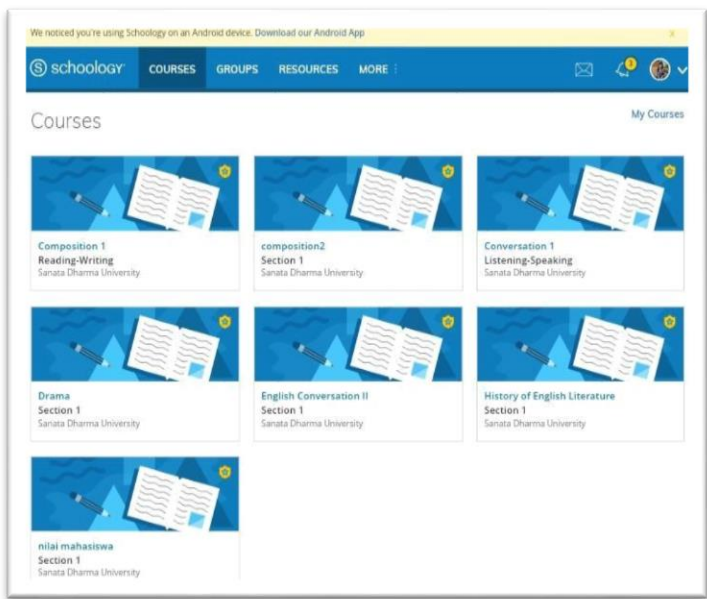 We noticed you're using Schoology on an Android device. Download our Android App x
S schoology COURSES GROUPS RESOURCES MORE
Courses
My Courses
Composition 1
Reading-Writing
Sanata Dharma University
composition2
Section 1
Sanata Dharma University
Conversation 1
Listening-Speaking
Sanata Dharma University
Drama
Section 1
Sanata Dharma University
English Conversation II
Section 1
Sanata Dharma University
History of English Literature
Section 1
Sanata Dharma University
nilai mahasiswa
Section 1
Sanata Dharma University